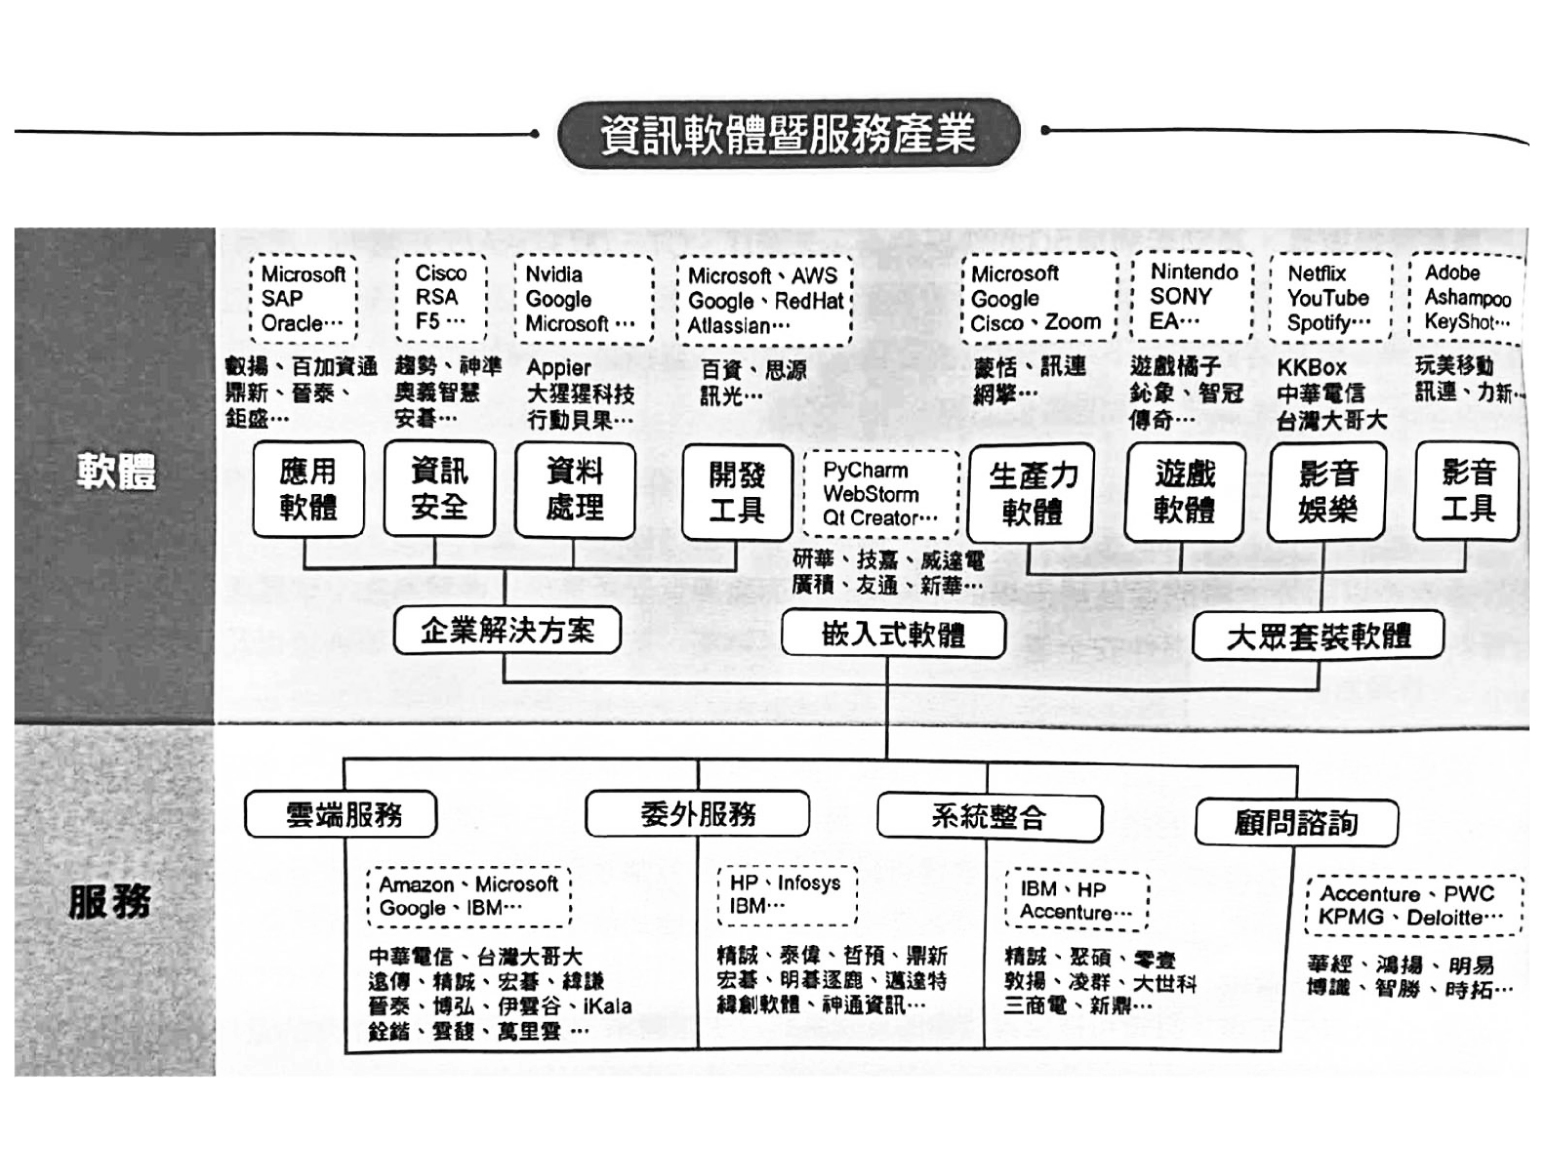 資訊軟體暨服務產業
軟體
Microsoft
SAP
Oracle…
叡揚、百加資通
鼎新、晉泰、
鉅盛…
應用
軟體
Cisco
RSA
F5…
趨勢、神準
奧義智慧
安碁…
資訊
安全
Nvidia
Google
Microsoft…
Appier
大猩猩科技
行動貝果…
資料
處理
Microsoft、AWS
Google、RedHat
Atlassian…
百資、思源
訊光…
開發
工具
企業解決方案
PyCharm
WebStorm
Qt Creator…
研華、技嘉、威達電
廣積、友通、新華…
嵌入式軟體
Microsoft
Google
Cisco、Zoom
蒙恬、訊連
網擎…
生產力
軟體
Nintendo
SONY
EA…
遊戲橘子
鈊象、智冠
傳奇…
遊戲
軟體
Netflix
YouTube
Spotify…
KKBox
中華電信
台灣大哥大
影音
娛樂
Adobe
Ashampoo
KeyShot…
玩美移動
訊連、力新…
影音
工具
大眾套裝軟體
服務
雲端服務
Amazon、Microsoft
Google、IBM…
中華電信、台灣大哥大
遠傳、精誠、宏碁、緯謙
晉泰、博弘、伊雲谷、iKala
銓鍇、雲馥、萬里雲…
委外服務
HP、Infosys
IBM…
精誠、泰偉、哲預、鼎新
宏碁、明碁逐鹿、邁達特
緯創軟體、神通資訊…
系統整合
IBM、HP
Accenture…
精誠、聚碩、零壹
敦揚、凌群、大世科
三商電、新鼎…
顧問諮詢
Accenture、PWC
KPMG、Deloitte…
華經、鴻揚、明易
博識、智勝、時拓…